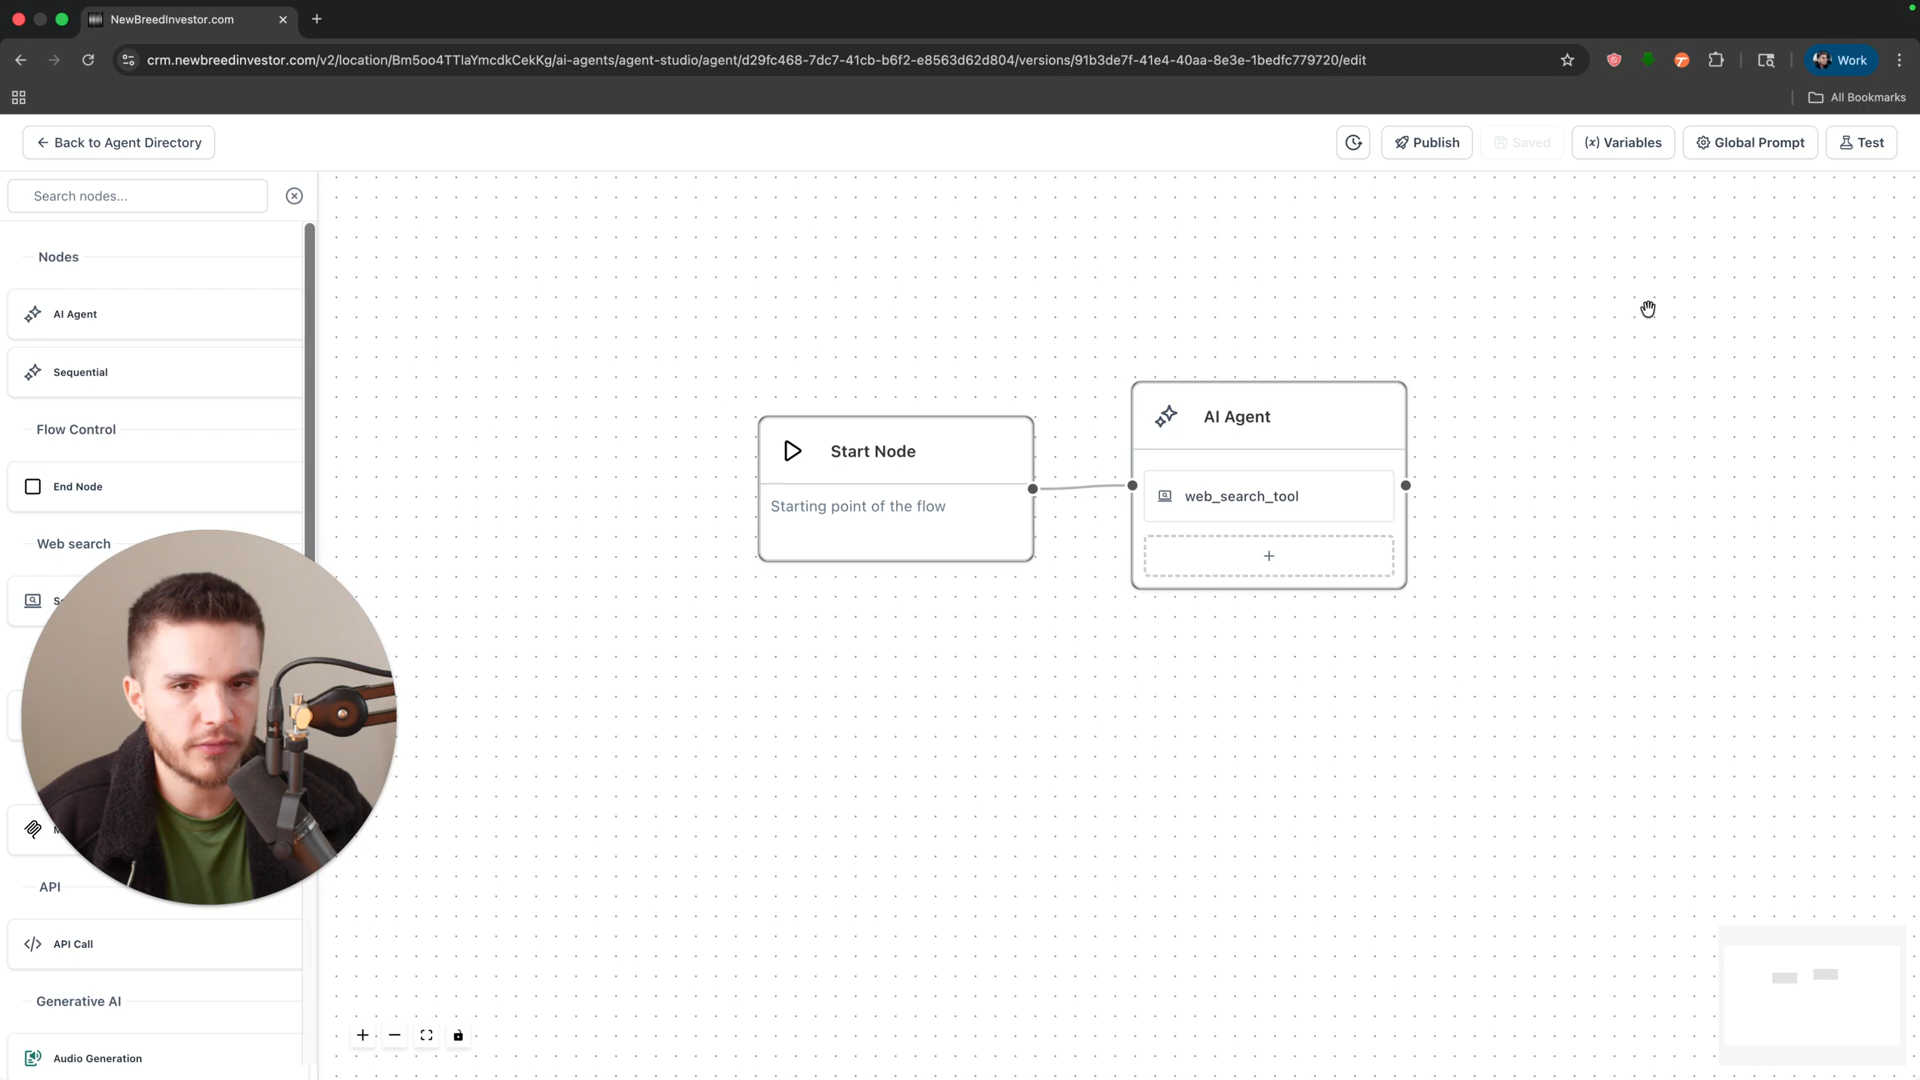 NewBreedInvestor.com
crm.newbreedinvestor.com/v2/location/Bm5oo4TTIaYmcdkCekKg/ai-agents/agent-studio/agent/d29fc468-7dc7-41cb-b6f2-e8563d62d804/versions/91b3de7f-41e4-40aa-8e3e-1bedfc779720/edit
Work
All Bookmarks
Back to Agent Directory
Publish
Saved
(x) Variables
Global Prompt
Test
Search nodes...
Nodes
AI Agent
Sequential
Flow Control
End Node
Web search
API
API Call
Generative AI
Audio Generation
Start Node
Starting point of the flow
AI Agent
web_search_tool